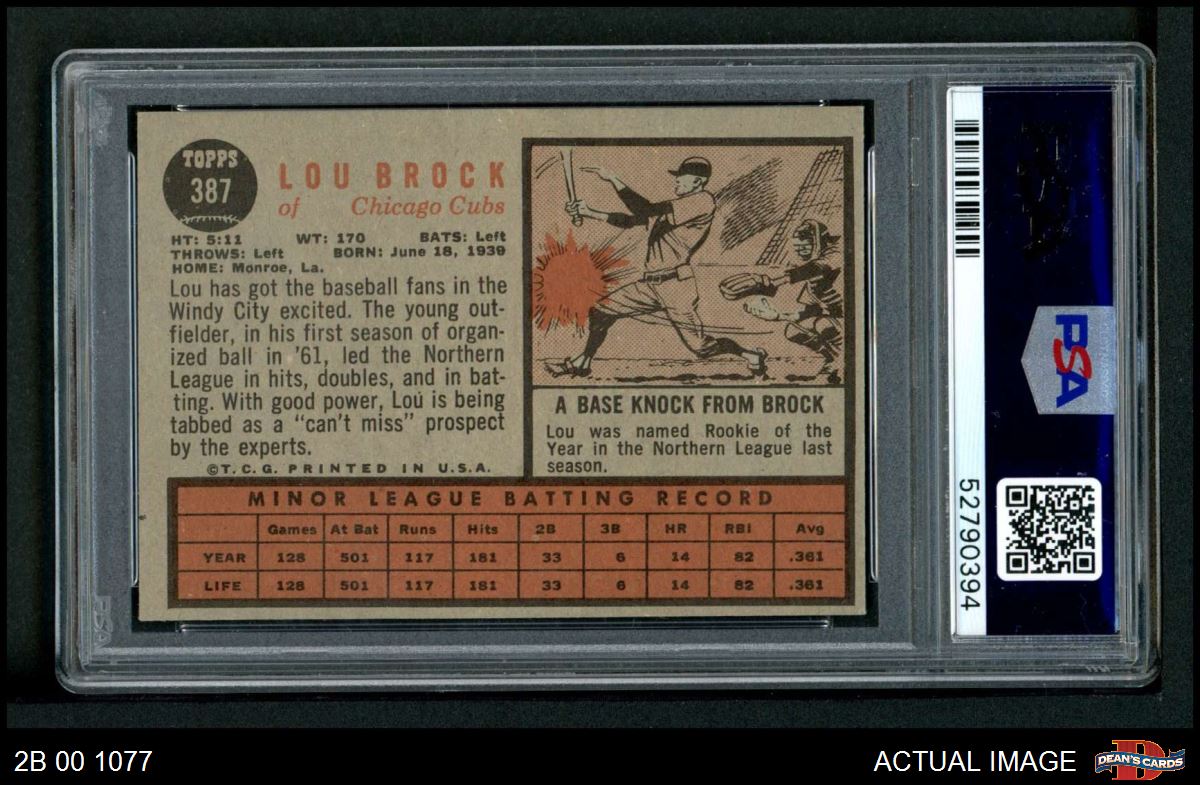 TOPPS
387
LOU BROCK
of Chicago Cubs
HT: 5:11 WT: 170 BATS: Left
THROWS: Left BORN: June 18, 1939
HOME: Monroe, La.
Lou has got the baseball fans in the
Windy City excited. The young out-
fielder, in his first season of organ-
ized ball in '61, led the Northern
League in hits, doubles, and in bat-
ting. With good power, Lou is being
tabbed as a "can't miss" prospect
by the experts.
©T.C.G. PRINTED IN U.S.A.
A BASE KNOCK FROM BROCK
Lou was named Rookie of the
Year in the Northern League last
season.
MINOR LEAGUE BATTING RECORD
Games At Bat Runs Hits 2B 3B HR RBI Avg
YEAR 128 501 117 181 33 6 14 82 .361
LIFE 128 501 117 181 33 6 14 82 .361
PSA
52790394
PSA
2B 00 1077
ACTUAL IMAGE
DEAN'S CARDS